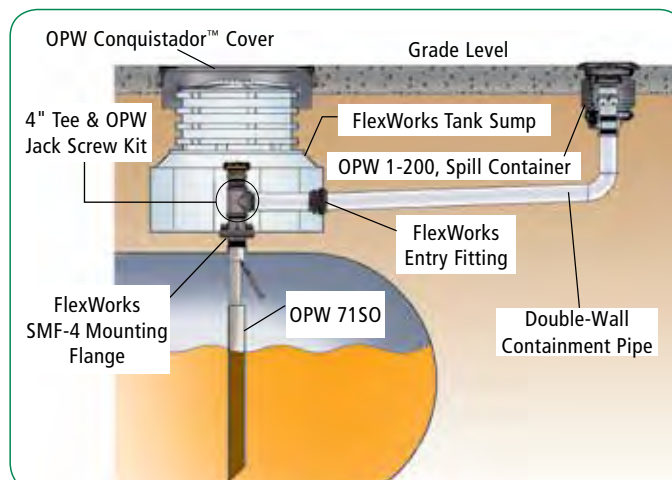 OPW Conquistador™ Cover
Grade Level
4" Tee & OPW
Jack Screw Kit
FlexWorks Tank Sump
OPW 1-200, Spill Container
FlexWorks
Entry Fitting
FlexWorks
SMF-4 Mounting
Flange
OPW 71SO
Double-Wall
Containment Pipe